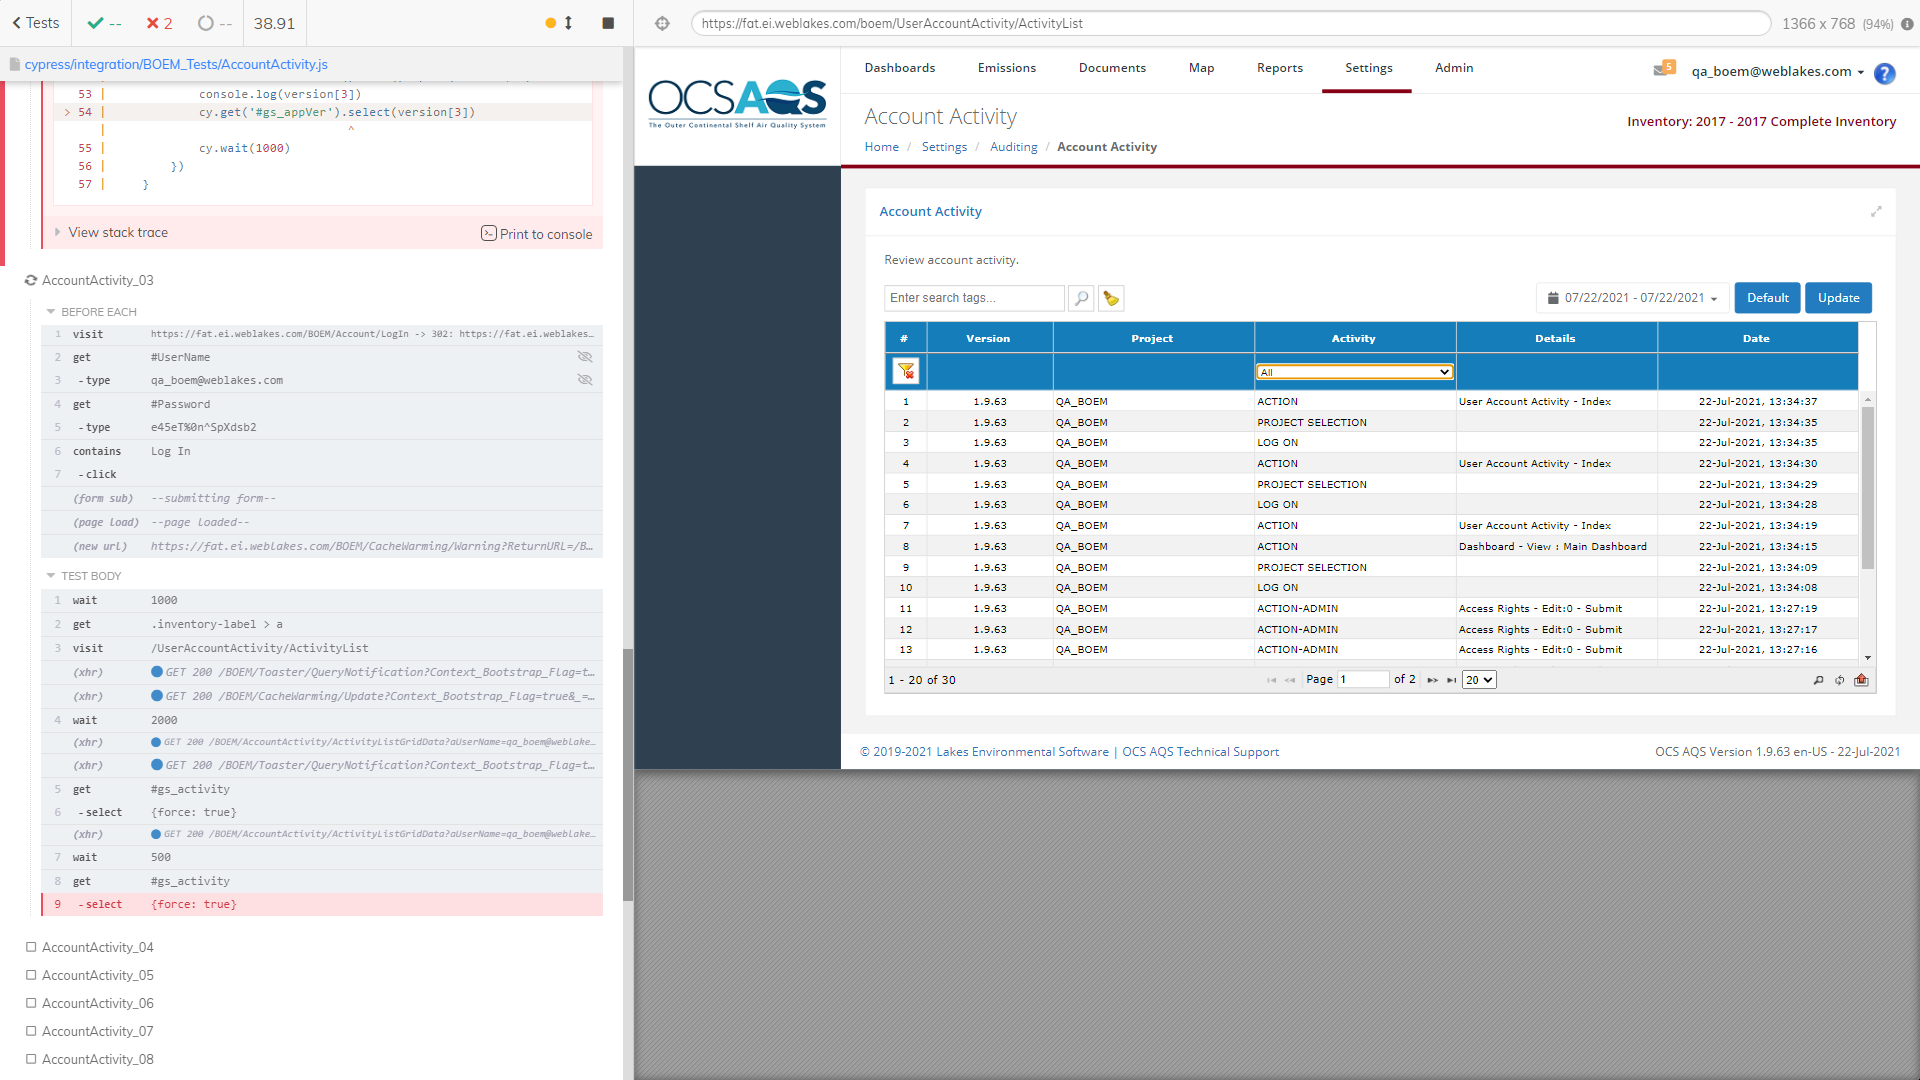 Tests
--
2
--
38.91
https://fat.ei.weblakes.com/boem/UserAccountActivity/ActivityList
1366 x 768 (94%)
cypress/integration/BOEM_Tests/AccountActivity.js
53 | console.log(version[3])
> 54 | cy.get('#gs_appVer').select(version[3])
| ^
55 | cy.wait(1000)
56 | })
57 | }
View stack trace
Print to console
AccountActivity_03
BEFORE EACH
1 visit https://fat.ei.weblakes.com/BOEM/Account/LogIn -> 302: https://fat.ei.weblakes…
2 get #UserName
3 -type qa_boem@weblakes.com
4 get #Password
5 -type e45eT%0n^SpXdsb2
6 contains Log In
7 -click
(form sub) --submitting form--
(page load) --page loaded--
(new url) https://fat.ei.weblakes.com/BOEM/CacheWarming/Warning?ReturnURL=/B…
TEST BODY
1 wait 1000
2 get .inventory-label > a
3 visit /UserAccountActivity/ActivityList
(xhr) GET 200 /BOEM/Toaster/QueryNotification?Context_Bootstrap_Flag=t…
(xhr) GET 200 /BOEM/CacheWarming/Update?Context_Bootstrap_Flag=true&_=…
4 wait 2000
(xhr) GET 200 /BOEM/AccountActivity/ActivityListGridData?aUserName=qa_boem@weblake…
(xhr) GET 200 /BOEM/Toaster/QueryNotification?Context_Bootstrap_Flag=t…
5 get #gs_activity
6 -select {force: true}
(xhr) GET 200 /BOEM/AccountActivity/ActivityListGridData?aUserName=qa_boem@weblake…
7 wait 500
8 get #gs_activity
9 -select {force: true}
AccountActivity_04
AccountActivity_05
AccountActivity_06
AccountActivity_07
AccountActivity_08
OCSAQS
The Outer Continental Shelf Air Quality System
Dashboards Emissions Documents Map Reports Settings Admin
5
qa_boem@weblakes.com
?
Account Activity
Inventory: 2017 - 2017 Complete Inventory
Home / Settings / Auditing / Account Activity
Account Activity
Review account activity.
Enter search tags...
07/22/2021 - 07/22/2021
Default
Update
# Version Project Activity Details Date
All
1 1.9.63 QA_BOEM ACTION User Account Activity - Index 22-Jul-2021, 13:34:37
2 1.9.63 QA_BOEM PROJECT SELECTION 22-Jul-2021, 13:34:35
3 1.9.63 QA_BOEM LOG ON 22-Jul-2021, 13:34:35
4 1.9.63 QA_BOEM ACTION User Account Activity - Index 22-Jul-2021, 13:34:30
5 1.9.63 QA_BOEM PROJECT SELECTION 22-Jul-2021, 13:34:29
6 1.9.63 QA_BOEM LOG ON 22-Jul-2021, 13:34:28
7 1.9.63 QA_BOEM ACTION User Account Activity - Index 22-Jul-2021, 13:34:19
8 1.9.63 QA_BOEM ACTION Dashboard - View : Main Dashboard 22-Jul-2021, 13:34:15
9 1.9.63 QA_BOEM PROJECT SELECTION 22-Jul-2021, 13:34:09
10 1.9.63 QA_BOEM LOG ON 22-Jul-2021, 13:34:08
11 1.9.63 QA_BOEM ACTION-ADMIN Access Rights - Edit:0 - Submit 22-Jul-2021, 13:27:19
12 1.9.63 QA_BOEM ACTION-ADMIN Access Rights - Edit:0 - Submit 22-Jul-2021, 13:27:17
13 1.9.63 QA_BOEM ACTION-ADMIN Access Rights - Edit:0 - Submit 22-Jul-2021, 13:27:16
1 - 20 of 30
Page 1 of 2
20
© 2019-2021 Lakes Environmental Software | OCS AQS Technical Support
OCS AQS Version 1.9.63 en-US - 22-Jul-2021